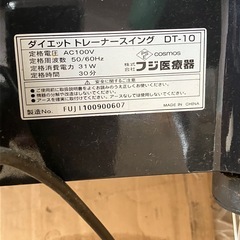 ダイエットトレーナースイング DT-10
定格電圧 AC100V
定格周波数 50/60Hz
定格消費電力 31W
定格時間 30分
cosmos
株式会社 フジ医療器
製造No. FUJI100900607
MADE IN CHINA